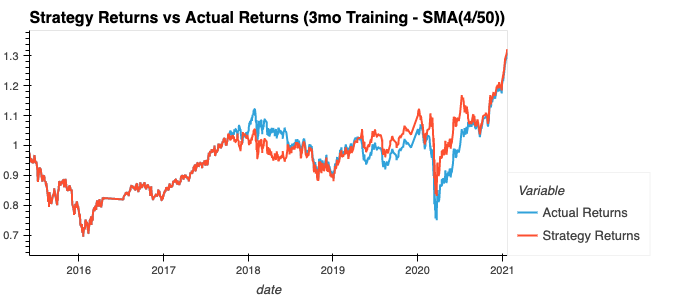 Strategy Returns vs Actual Returns (3mo Training - SMA(4/50))
1.3
1.2
1.1
1
0.9
0.8
0.7
2016 2017 2018 2019 2020 2021
date
Variable
Actual Returns
Strategy Returns